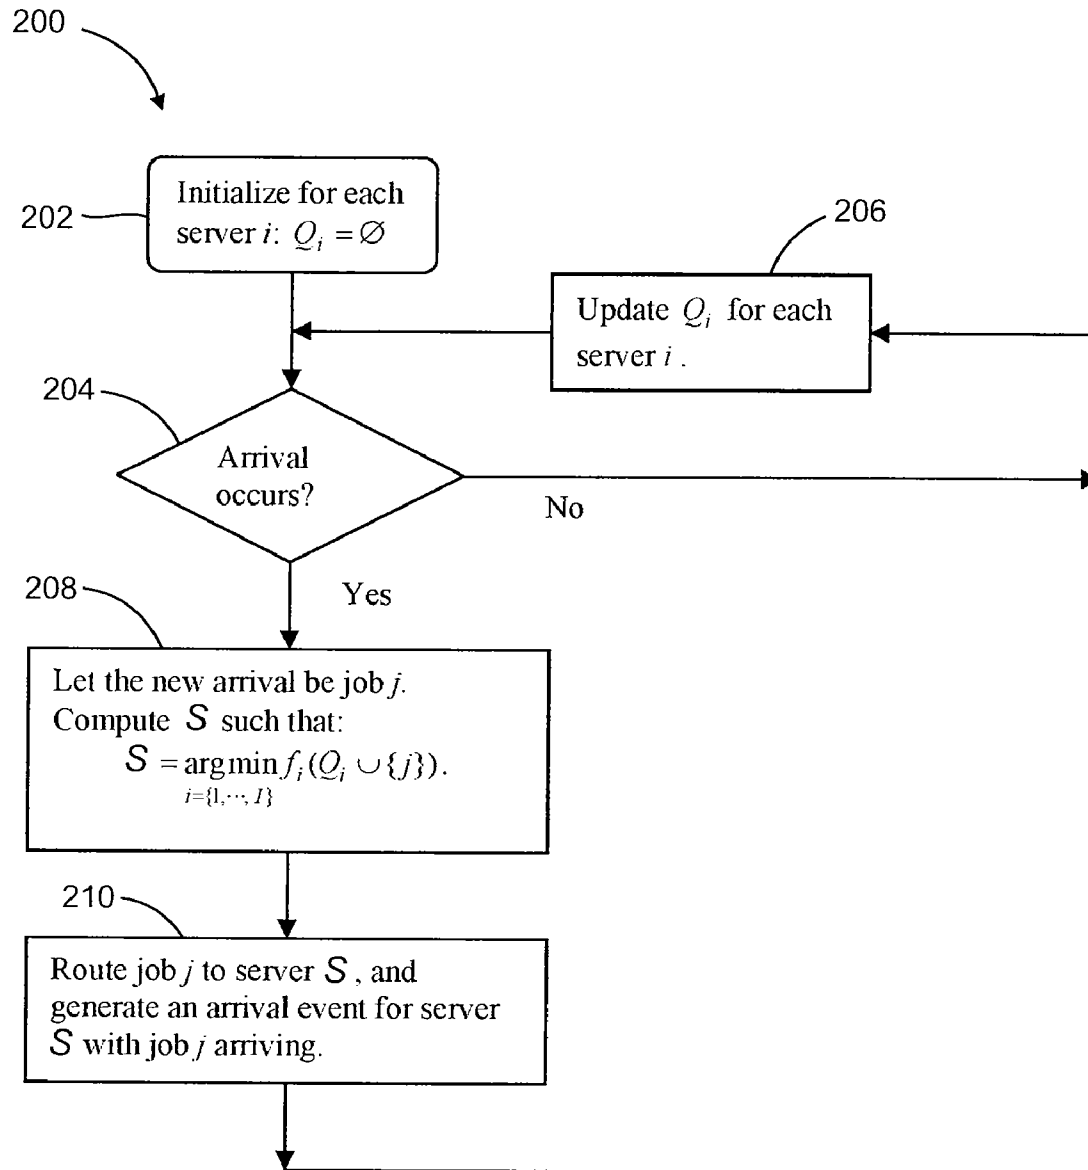 200
202
Initialize for each
server i: Q_i = ∅
206
Update Q_i for each
server i .
204
Arrival
occurs?
No
Yes
208
Let the new arrival be job j.
Compute S such that:
S = argmin f_i(Q_i ∪ {j}).
i={1,⋯, I}
210
Route job j to server S , and
generate an arrival event for server
S with job j arriving.